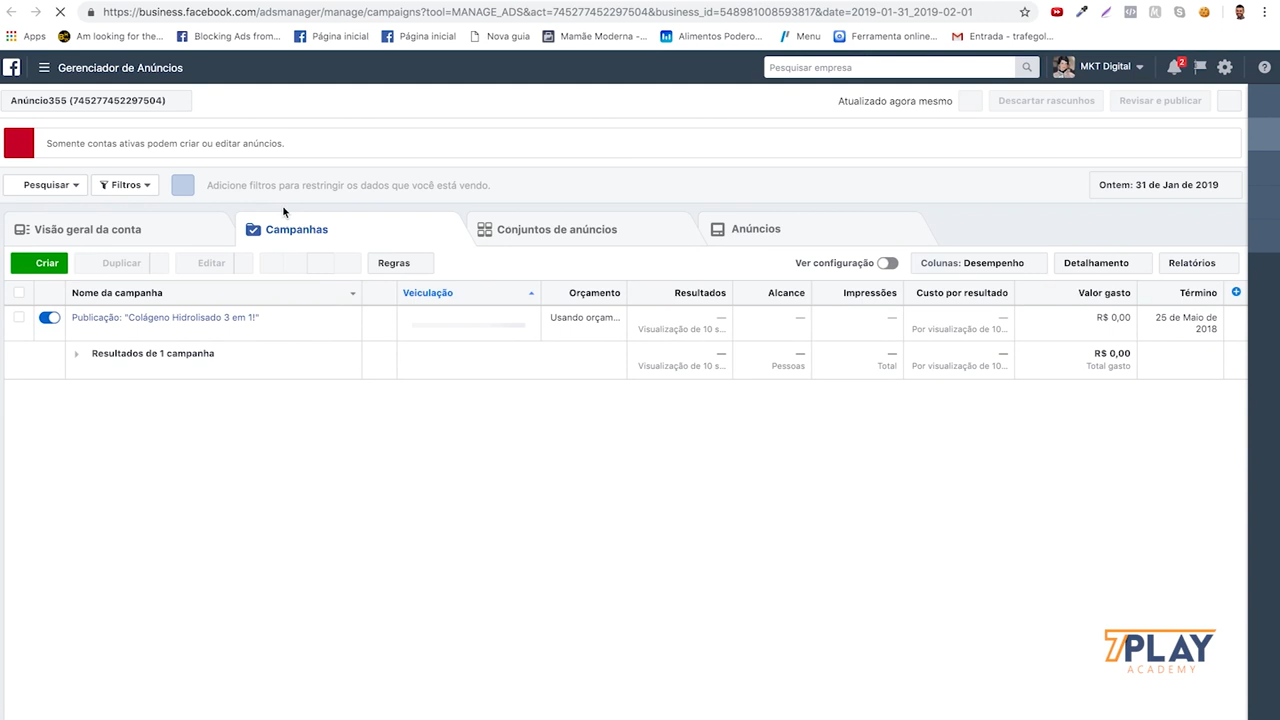 https://business.facebook.com/adsmanager/manage/campaigns?tool=MANAGE_ADS&act=745277452297504&business_id=548981008593817&date=2019-01-31_2019-02-01
Apps Am looking for the... Blocking Ads from... Página inicial Página inicial Nova guia Mamãe Moderna -... Alimentos Podero... Menu Ferramenta online... Entrada - trafegol...
Gerenciador de Anúncios Pesquisar empresa MKT Digital 2
Anúncio355 (745277452297504) Atualizado agora mesmo Descartar rascunhos Revisar e publicar
Somente contas ativas podem criar ou editar anúncios.
Pesquisar Filtros Adicione filtros para restringir os dados que você está vendo. Ontem: 31 de Jan de 2019
Visão geral da conta Campanhas Conjuntos de anúncios Anúncios
Criar Duplicar Editar Regras Ver configuração Colunas: Desempenho Detalhamento Relatórios
Nome da campanha Veiculação Orçamento Resultados Alcance Impressões Custo por resultado Valor gasto Término
Publicação: "Colágeno Hidrolisado 3 em 1!" Usando orçam... — — — — R$ 0,00 25 de Maio de
Visualização de 10 s... Por visualização de 10... 2018
Resultados de 1 campanha — — — — R$ 0,00
Visualização de 10 s... Pessoas Total Por visualização de 10... Total gasto
7PLAY
ACADEMY